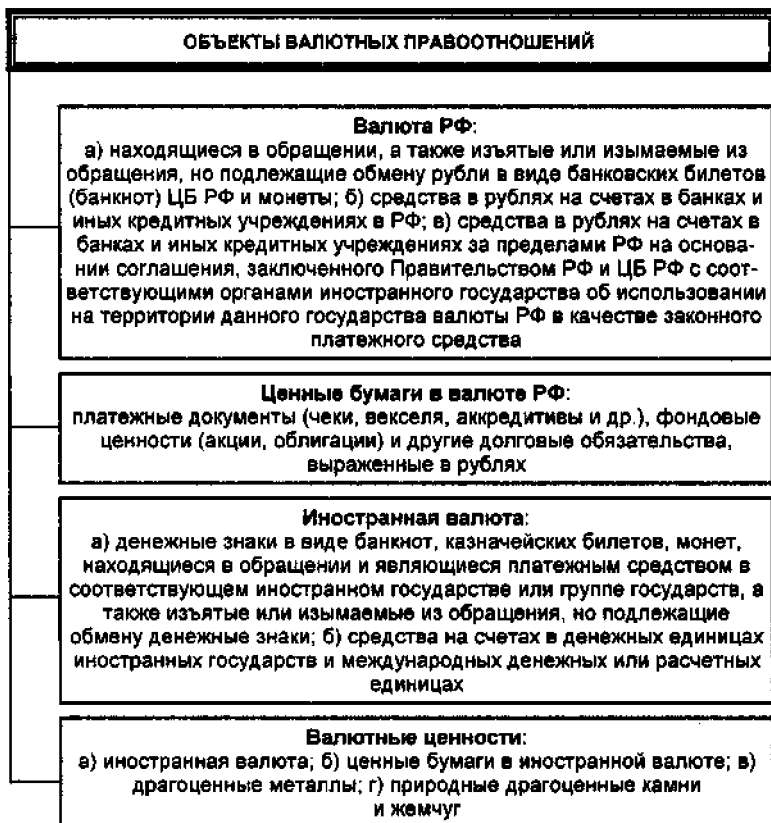 ОБЪЕКТЫ ВАЛЮТНЫХ ПРАВООТНОШЕНИЙ
Валюта РФ:
а) находящиеся в обращении, а также изъятые или изымаемые из
обращения, но подлежащие обмену рубли в виде банковских билетов
(банкнот) ЦБ РФ и монеты; б) средства в рублях на счетах в банках и
иных кредитных учреждениях в РФ; в) средства в рублях на счетах в
банках и иных кредитных учреждениях за пределами РФ на основа-
нии соглашения, заключенного Правительством РФ и ЦБ РФ с соот-
ветствующими органами иностранного государства об использовании
на территории данного государства валюты РФ в качестве законного
платежного средства
Ценные бумаги в валюте РФ:
платежные документы (чеки, векселя, аккредитивы и др.), фондовые
ценности (акции, облигации) и другие долговые обязательства,
выраженные в рублях
Иностранная валюта:
а) денежные знаки в виде банкнот, казначейских билетов, монет,
находящиеся в обращении и являющиеся платежным средством в
соответствующем иностранном государстве или группе государств, а
также изъятые или изымаемые из обращения, но подлежащие
обмену денежные знаки; б) средства на счетах в денежных единицах
иностранных государств и международных денежных или расчетных
единицах
Валютные ценности:
а) иностранная валюта; б) ценные бумаги в иностранной валюте; в)
драгоценные металлы; г) природные драгоценные камни
и жемчуг